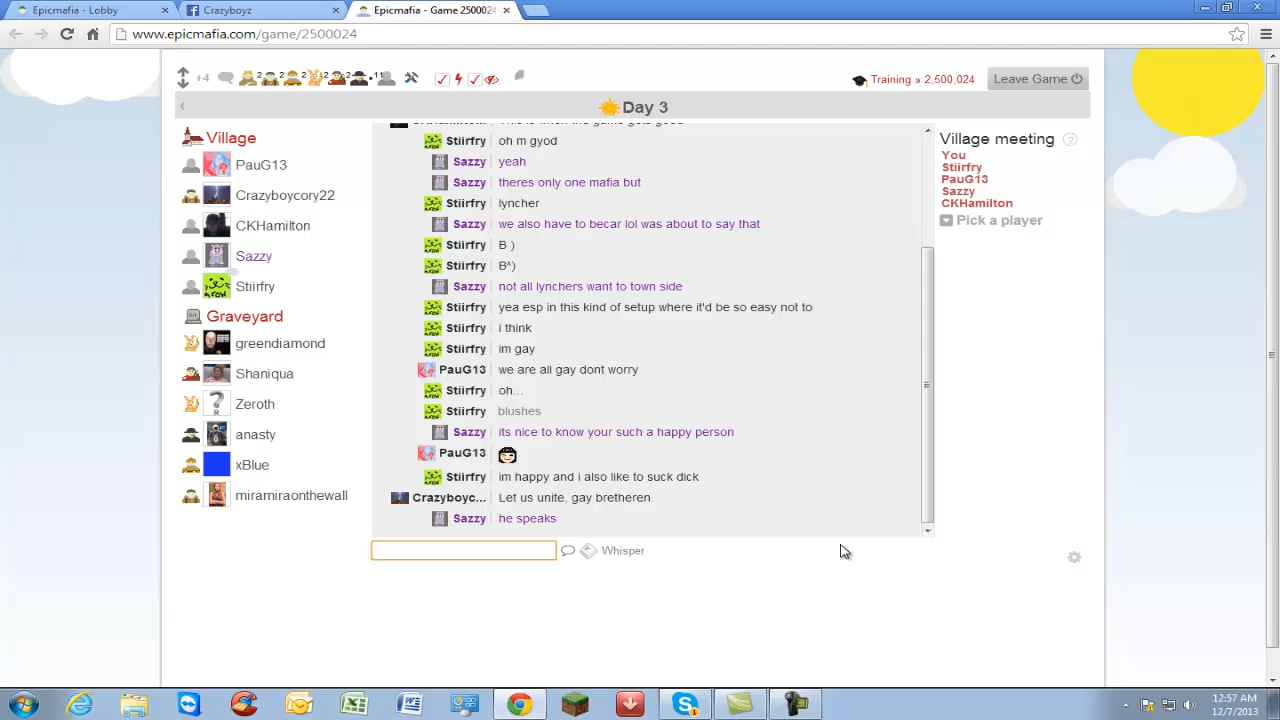 Epicmafia - Lobby
Crazyboyz
Epicmafia - Game 2500024
www.epicmafia.com/game/2500024
+4
2 2 2 2 2 11
Training » 2,500,024
Leave Game
Day 3
Village
PauG13
Crazyboycory22
CKHamilton
Sazzy
Stiirfry
Graveyard
greendiamond
Shaniqua
Zeroth
anasty
xBlue
miramiraonthewall
Stiirfry oh m gyod
Sazzy yeah
Sazzy theres only one mafia but
Stiirfry lyncher
Sazzy we also have to becar lol was about to say that
Stiirfry B )
Stiirfry B^)
Sazzy not all lynchers want to town side
Stiirfry yea esp in this kind of setup where it'd be so easy not to
Stiirfry i think
Stiirfry im gay
PauG13 we are all gay dont worry
Stiirfry oh...
Stiirfry blushes
Sazzy its nice to know your such a happy person
PauG13
Stiirfry im happy and i also like to suck dick
Crazyboyc... Let us unite, gay bretheren.
Sazzy he speaks
Whisper
Village meeting ?
You
Stiirfry
PauG13
Sazzy
CKHamilton
Pick a player
12:57 AM
12/7/2013